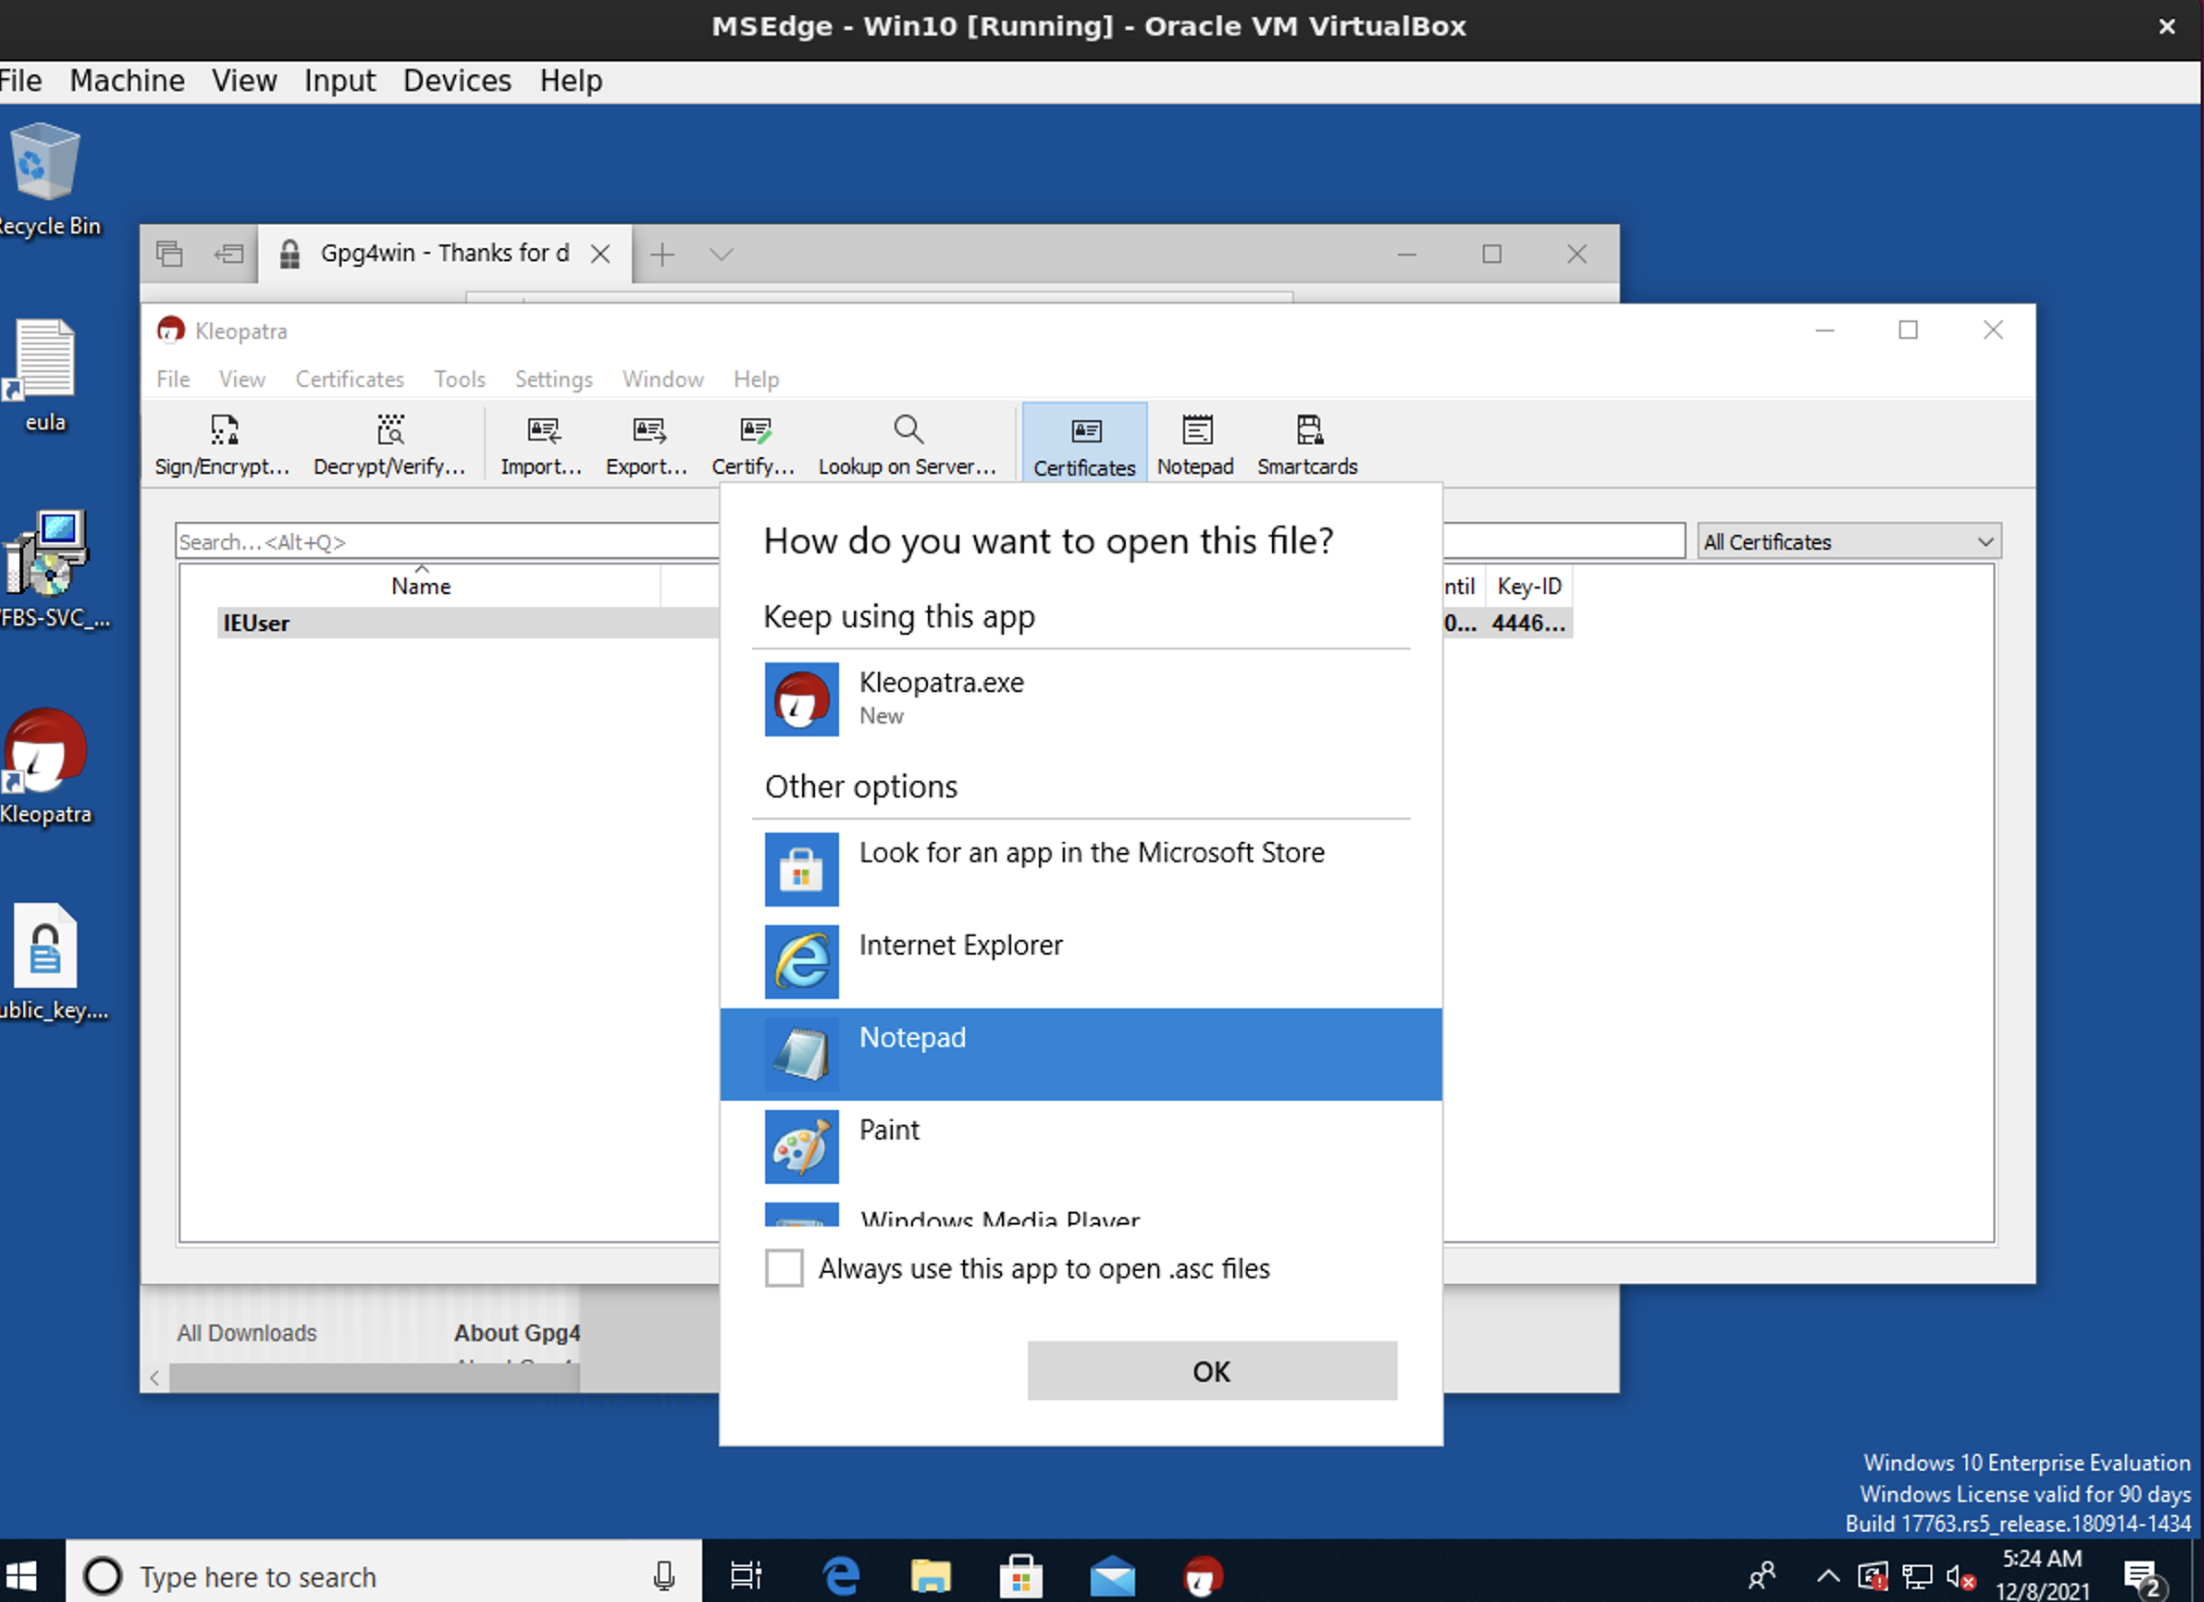 MSEdge - Win10 [Running] - Oracle VM VirtualBox
File Machine View Input Devices Help
Recycle Bin
eula
FBS-SVC_...
Kleopatra
ublic_key....
Gpg4win - Thanks for d
Kleopatra
File View Certificates Tools Settings Window Help
Sign/Encrypt... Decrypt/Verify... Import... Export... Certify... Lookup on Server... Certificates Notepad Smartcards
Search...<Alt+Q>
All Certificates
Name ntil Key-ID
IEUser 0... 4446...
How do you want to open this file?
Keep using this app
Kleopatra.exe
New
Other options
Look for an app in the Microsoft Store
Internet Explorer
Notepad
Paint
Windows Media Player
Always use this app to open .asc files
OK
All Downloads About Gpg4
Windows 10 Enterprise Evaluation
Windows License valid for 90 days
Build 17763.rs5_release.180914-1434
Type here to search
5:24 AM
12/8/2021
2